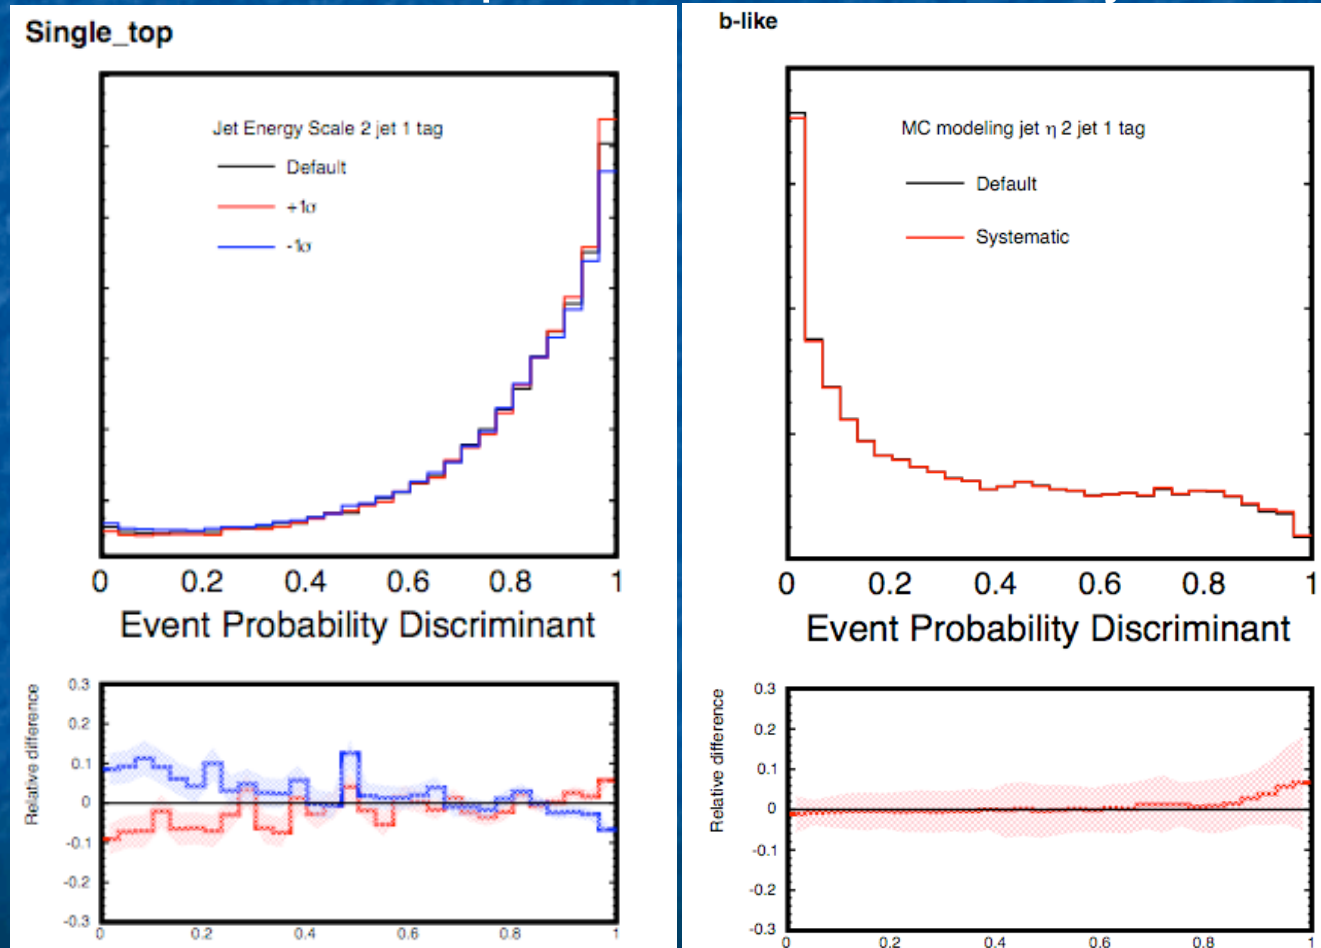 Single_top
Jet Energy Scale 2 jet 1 tag
Default
+1σ
-1σ
0 0.2 0.4 0.6 0.8 1
Event Probability Discriminant
Relative difference
0.3
0.2
0.1
0
-0.1
-0.2
-0.3
0 0.2 0.4 0.6 0.8 1
b-like
MC modeling jet η 2 jet 1 tag
Default
Systematic
0 0.2 0.4 0.6 0.8 1
Event Probability Discriminant
Relative difference
0.3
0.2
0.1
0
-0.1
-0.2
-0.3
0 0.2 0.4 0.6 0.8 1